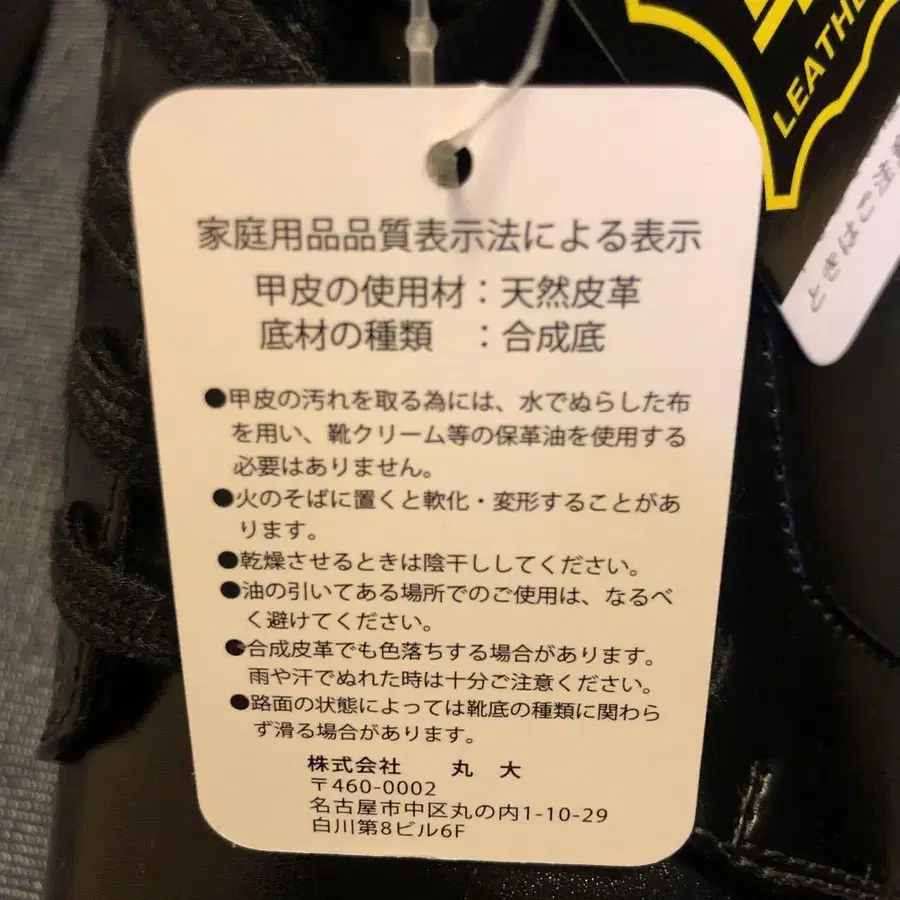 LEATHE
家庭用品品質表示法による表示
甲皮の使用材：天然皮革
底材の種類　：合成底
●甲皮の汚れを取る為には、水でぬらした布
を用い、靴クリーム等の保革油を使用する
必要はありません。
●火のそばに置くと軟化・変形することがあ
ります。
●乾燥させるときは陰干ししてください。
●油の引いてある場所でのご使用は、なるべ
く避けてください。
●合成皮革でも色落ちする場合があります。
雨や汗でぬれた時は十分ご注意ください。
●路面の状態によっては靴底の種類に関わら
ず滑る場合があります。
株式会社　丸　大
〒460-0002
名古屋市中区丸の内1-10-29
白川第8ビル6F